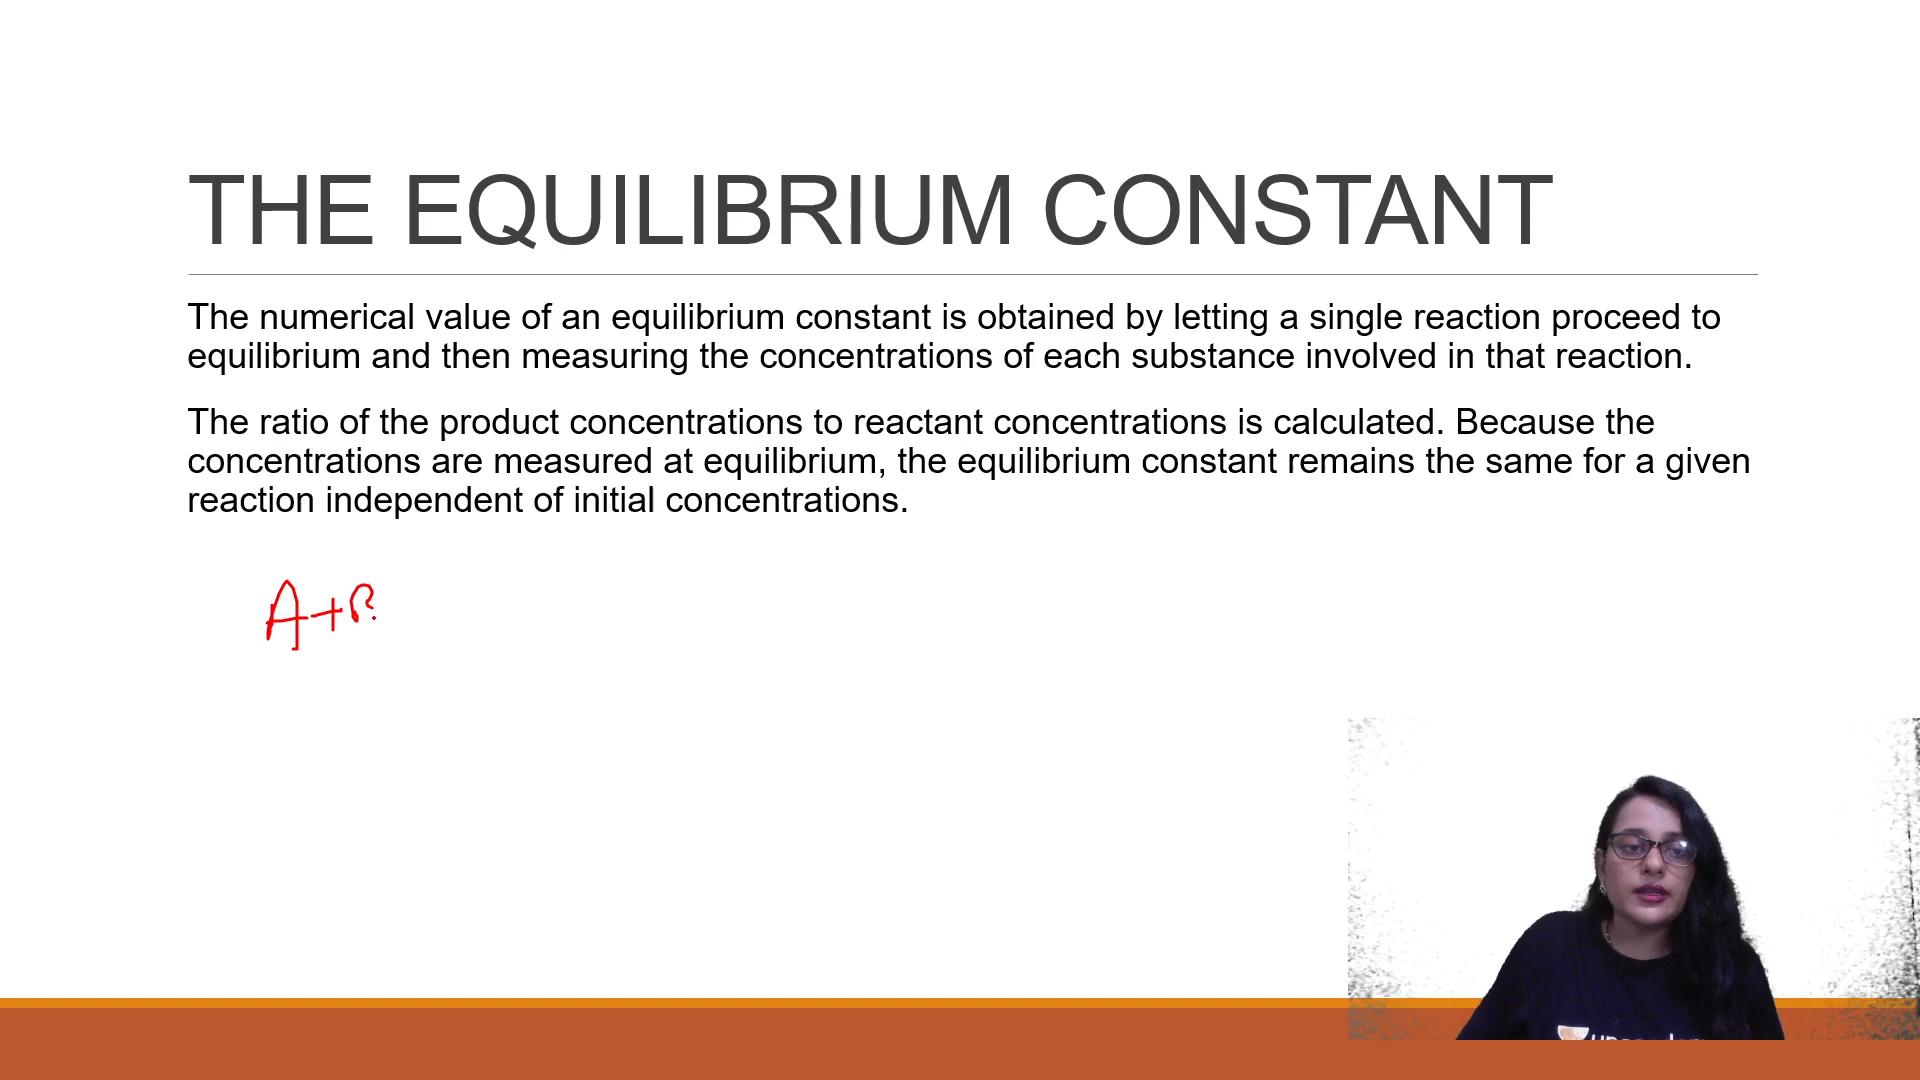 THE EQUILIBRIUM CONSTANT
The numerical value of an equilibrium constant is obtained by letting a single reaction proceed to
equilibrium and then measuring the concentrations of each substance involved in that reaction.
The ratio of the product concentrations to reactant concentrations is calculated. Because the
concentrations are measured at equilibrium, the equilibrium constant remains the same for a given
reaction independent of initial concentrations.
A+B